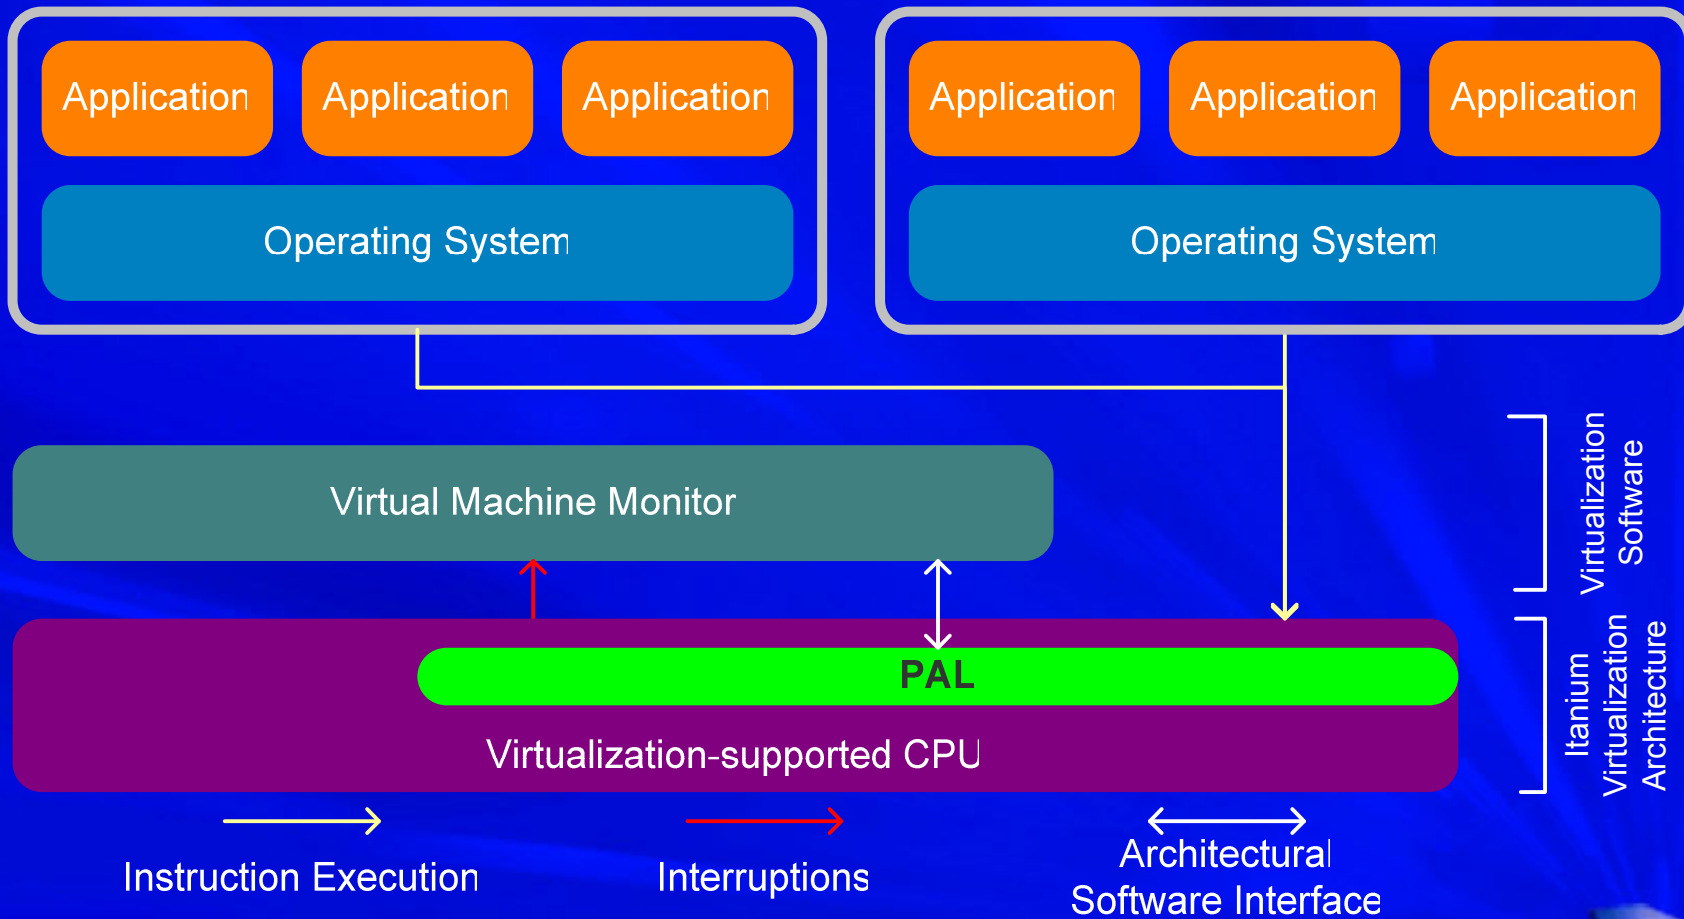 Application
Application
Application
Application
Application
Application
Operating System
Operating System
Virtual Machine Monitor
Virtualization
Software
PAL
Virtualization-supported CPU
Itanium
Virtualization
Architecture
Instruction Execution
Interruptions
Architectural
Software Interface